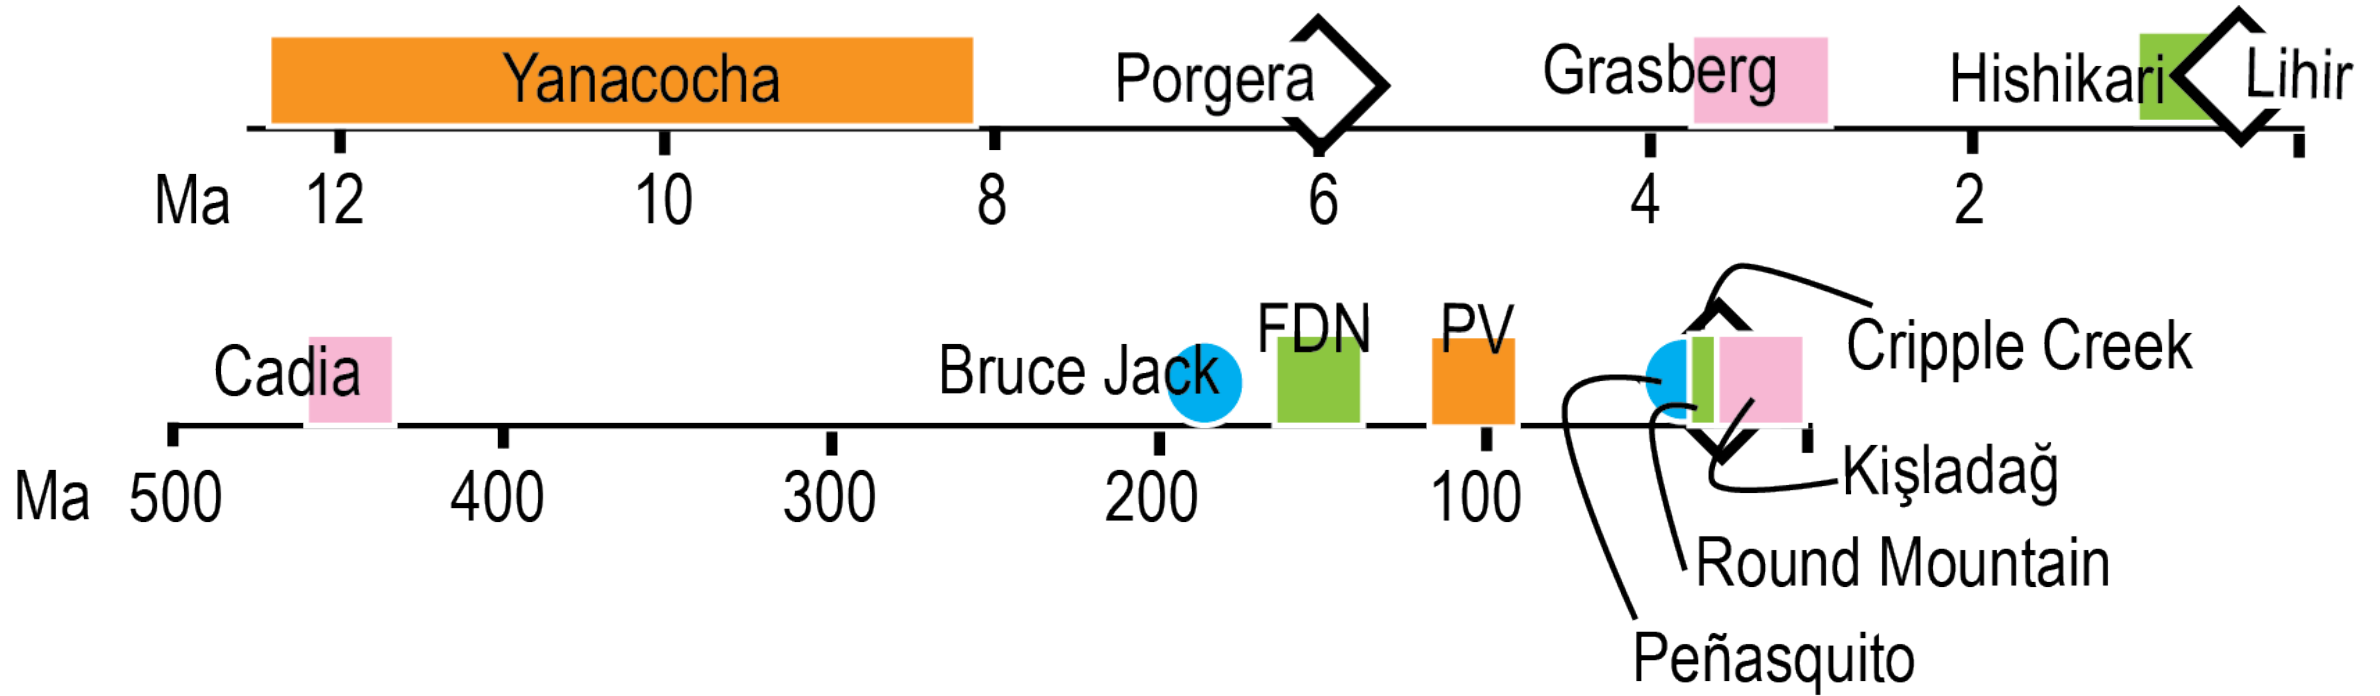 Yanacocha Porgera Grasberg Hishikari Lihir
Ma 12 10 8 6 4 2
Cadia Bruce Jack FDN PV Cripple Creek
Kişladağ
Ma 500 400 300 200 100
Round Mountain
Peñasquito